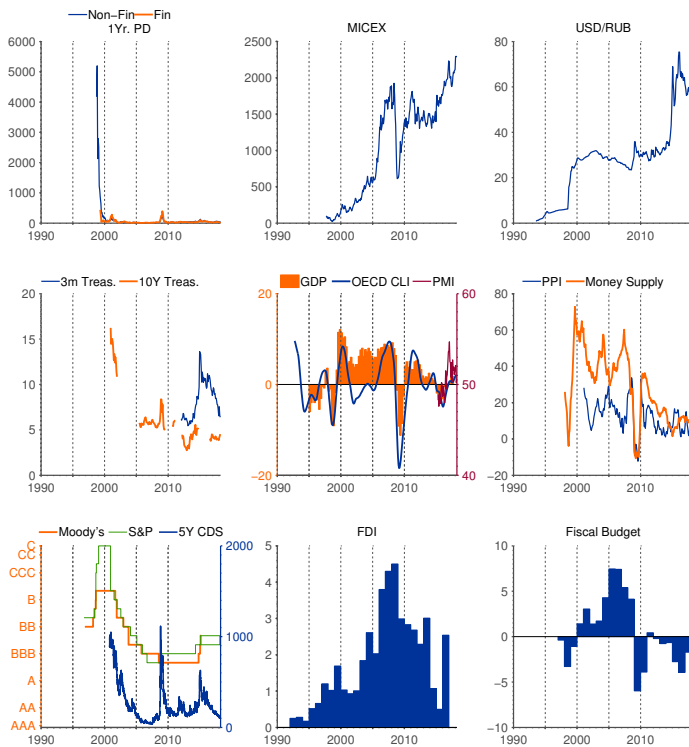 Non-Fin Fin
1Yr. PD
6000
5000
4000
3000
2000
1000
0
1990 2000 2010
MICEX
2500
2000
1500
1000
500
0
1990 2000 2010
USD/RUB
80
60
40
20
0
1990 2000 2010
3m Treas. 10Y Treas.
20
15
10
5
0
1990 2000 2010
GDP OECD CLI PMI
20 60
0 50
−20 40
1990 2000 2010
PPI Money Supply
80
60
40
20
0
−20
1990 2000 2010
Moody's S&P 5Y CDS
C 2000
CC
CCC
B
BB 1000
BBB
A
AA
AAA 0
1990 2000 2010
FDI
5
4
3
2
1
0
1990 2000 2010
Fiscal Budget
10
5
0
−5
−10
1990 2000 2010